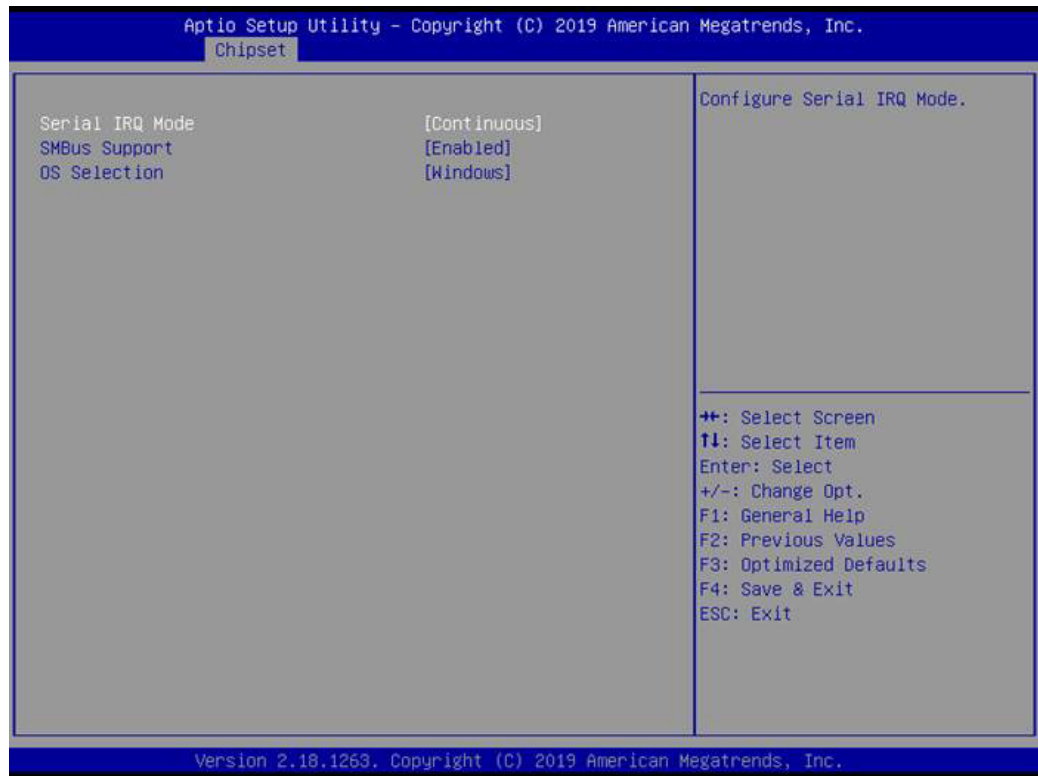 Aptio Setup Utility – Copyright (C) 2019 American Megatrends, Inc.
Chipset
Serial IRQ Mode [Continuous]
SMBus Support [Enabled]
OS Selection [Windows]
Configure Serial IRQ Mode.
→←: Select Screen
↑↓: Select Item
Enter: Select
+/-: Change Opt.
F1: General Help
F2: Previous Values
F3: Optimized Defaults
F4: Save & Exit
ESC: Exit
Version 2.18.1263. Copyright (C) 2019 American Megatrends, Inc.